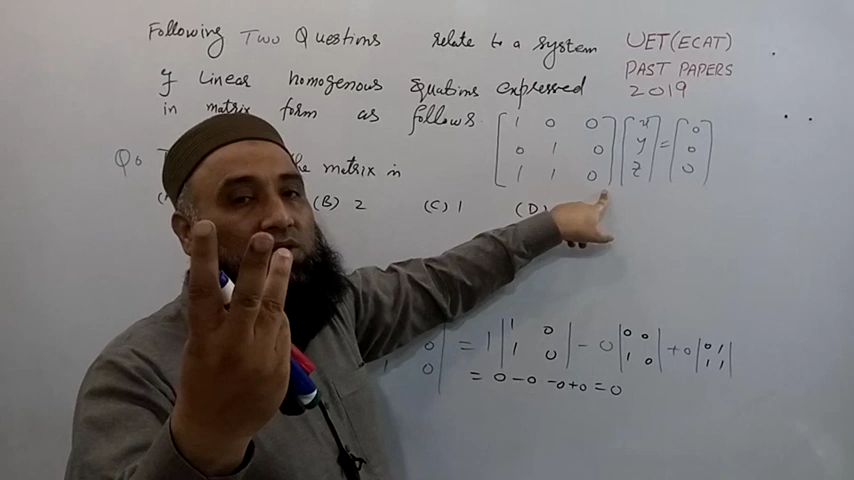 Following Two Questions relate to a system UET(ECAT)
of Linear homogenous Equations expressed PAST PAPERS
in matrix form as follows. 2019
[1 0 0; 0 1 0; 1 1 0] [x; y; z] = [0; 0; 0]
Q6 the matrix in
(B) 2 (C) 1 (D)
0 = 1 |1 0; 1 0| - 0 |0 0; 1 0| + 0 |0 1; 1 1|
1 0
= 0 - 0 - 0 + 0 = 0